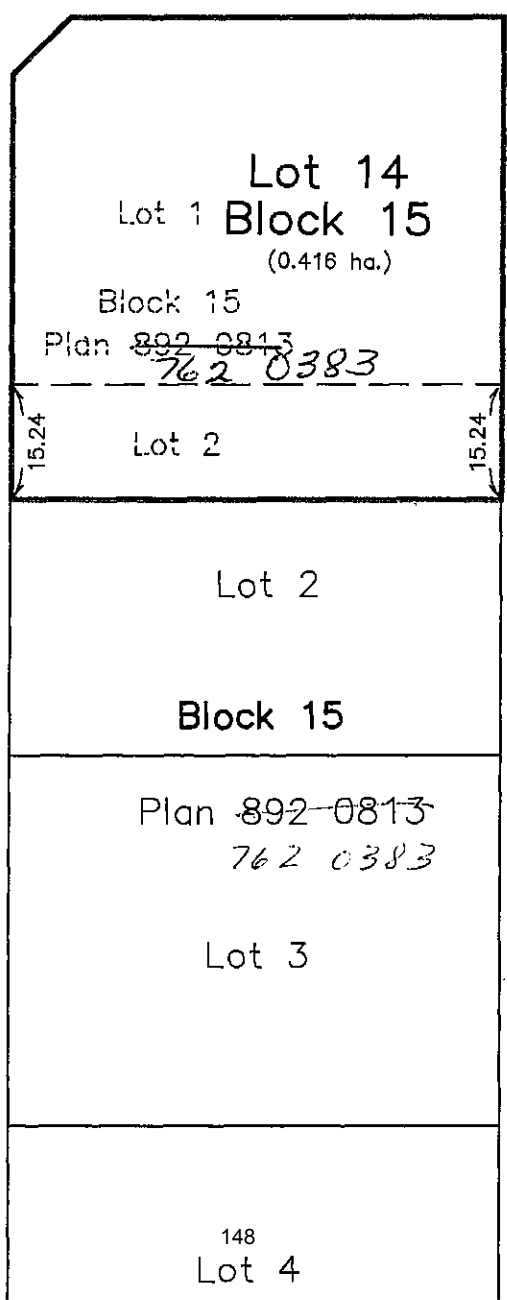 Lot 14
Lot 1 Block 15
(0.416 ha.)
Block 15
Plan 892 0813
762 0383
15.24 Lot 2 15.24
Lot 2
Block 15
Plan 892 0813
762 0383
Lot 3
148
Lot 4